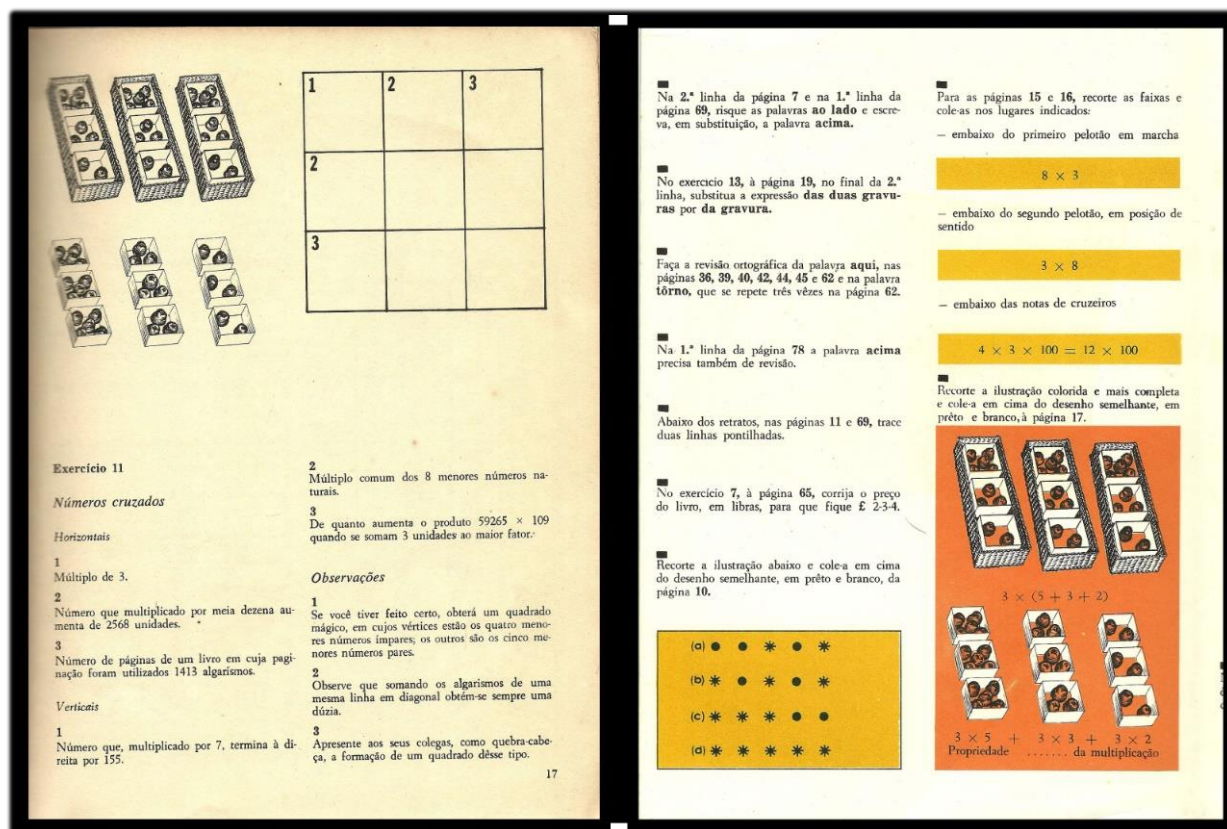 1 2 3
2
3
Exercício 11
Números cruzados
Horizontais
1
Múltiplo de 3.
2
Número que multiplicado por meia dezena au-
menta de 2568 unidades.
3
Número de páginas de um livro em cuja pagi-
nação foram utilizados 1413 algarismos.
Verticais
1
Número que, multiplicado por 7, termina à di-
reita por 155.
2
Múltiplo comum dos 8 menores números na-
turais.
3
De quanto aumenta o produto 59265 × 109
quando se somam 3 unidades ao maior fator.
Observações
1
Se você tiver feito certo, obterá um quadrado
mágico, em cujos vértices estão os quatro meno-
res números ímpares; os outros são os cinco me-
nores números pares.
2
Observe que somando os algarismos de uma
mesma linha em diagonal obtém-se sempre uma
dúzia.
3
Apresente aos seus colegas, como quebra-cabe-
ça, a formação de um quadrado dêsse tipo.
17
Na 2.ª linha da página 7 e na 1.ª linha da
página 69, risque as palavras ao lado e escre-
va, em substituição, a palavra acima.
No exercício 13, à página 19, no final da 2.ª
linha, substitua a expressão das duas gravu-
ras por da gravura.
Faça a revisão ortográfica da palavra aqui, nas
páginas 36, 39, 40, 42, 44, 45 e 62 e na palavra
tôrno, que se repete três vêzes na página 62.
Na 1.ª linha da página 78 a palavra acima
precisa também de revisão.
Abaixo dos retratos, nas páginas 11 e 69, trace
duas linhas pontilhadas.
No exercício 7, à página 65, corrija o preço
do livro, em libras, para que fique £ 2-3-4.
Recorte a ilustração abaixo e cole-a em cima
do desenho semelhante, em prêto e branco, da
página 10.
(a) ● ● * ● *
(b) * ● * ● *
(c) * * * ● ●
(d) * * * * *
Para as páginas 15 e 16, recorte as faixas e
cole-as nos lugares indicados:
— embaixo do primeiro pelotão em marcha
8 × 3
— embaixo do segundo pelotão, em posição de
sentido
3 × 8
— embaixo das notas de cruzeiros
4 × 3 × 100 = 12 × 100
Recorte a ilustração colorida e mais completa
e cole-a em cima do desenho semelhante, em
prêto e branco, à página 17.
3 × (5 + 3 + 2)
3 × 5 + 3 × 3 + 3 × 2
Propriedade ....... da multiplicação